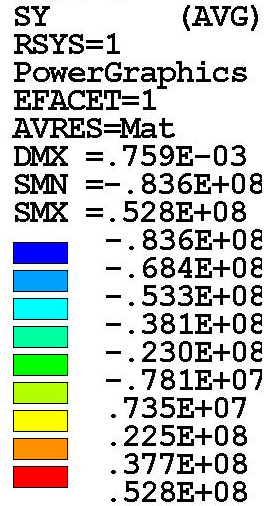 SY (AVG)
RSYS=1
PowerGraphics
EFACET=1
AVRES=Mat
DMX =.759E-03
SMN =-.836E+08
SMX =.528E+08
-.836E+08
-.684E+08
-.533E+08
-.381E+08
-.230E+08
-.781E+07
.735E+07
.225E+08
.377E+08
.528E+08